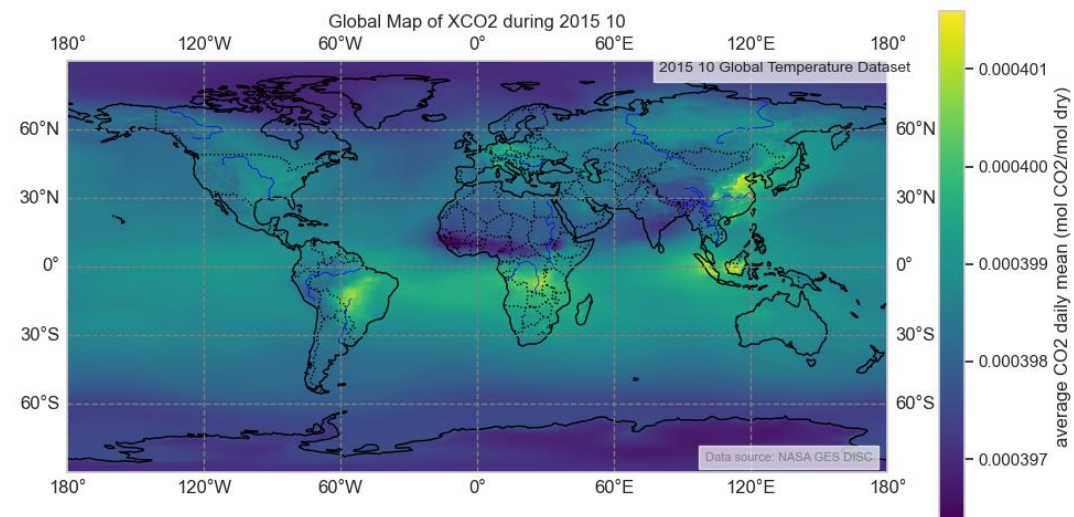 Global Map of XCO2 during 2015 10
180° 120°W 60°W 0° 60°E 120°E 180°
2015 10 Global Temperature Dataset
60°N 60°N
30°N 30°N
0° 0°
30°S 30°S
60°S 60°S
Data source: NASA GES DISC
180° 120°W 60°W 0° 60°E 120°E 180°
0.000401
0.000400
0.000399
0.000398
0.000397
average CO2 daily mean (mol CO2/mol dry)